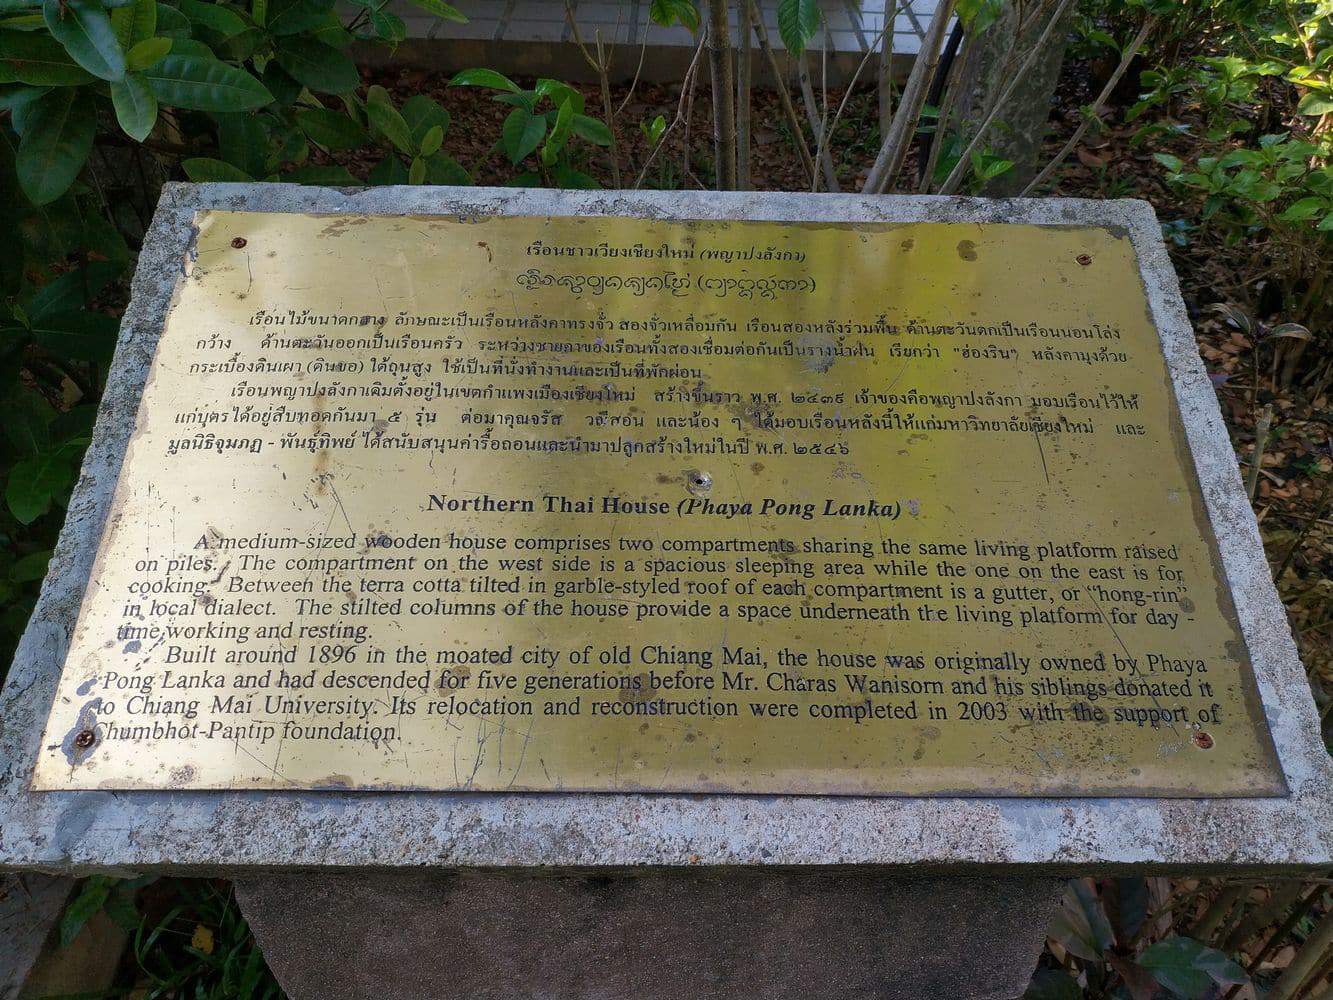 เรือนชาวเวียงเชียงใหม่ (พญาปงลังกา)
เรือนไม้ขนาดกลาง ลักษณะเป็นเรือนหลังคาทรงจั่ว สองจั่วเหลื่อมกัน เรือนสองหลังร่วมพื้น ด้านตะวันตกเป็นเรือนนอนโล่ง
กว้าง ด้านตะวันออกเป็นเรือนครัว ระหว่างชายคาของเรือนทั้งสองเชื่อมต่อกันเป็นรางน้ำฝน เรียกว่า "ฮ่องริน" หลังคามุงด้วย
กระเบื้องดินเผา (ดินขอ) ใต้ถุนสูง ใช้เป็นที่นั่งทำงานและเป็นที่พักผ่อน
เรือนพญาปงลังกาเดิมตั้งอยู่ในเขตกำแพงเมืองเชียงใหม่ สร้างขึ้นราว พ.ศ. ๒๔๓๙ เจ้าของคือพญาปงลังกา มอบเรือนไว้ให้
แก่บุตรได้อยู่สืบทอดกันมา ๕ รุ่น ต่อมาคุณจรัส วณีสอน และน้อง ๆ ได้มอบเรือนหลังนี้ให้แก่มหาวิทยาลัยเชียงใหม่ และ
มูลนิธิจุมภฏ - พันธุ์ทิพย์ ได้สนับสนุนค่ารื้อถอนและนำมาปลูกสร้างใหม่ในปี พ.ศ. ๒๕๔๖
Northern Thai House (Phaya Pong Lanka)
A medium-sized wooden house comprises two compartments sharing the same living platform raised
on piles. The compartment on the west side is a spacious sleeping area while the one on the east is for
cooking. Between the terra cotta tilted in garble-styled roof of each compartment is a gutter, or "hong-rin"
in local dialect. The stilted columns of the house provide a space underneath the living platform for day -
time working and resting.
Built around 1896 in the moated city of old Chiang Mai, the house was originally owned by Phaya
Pong Lanka and had descended for five generations before Mr. Charas Wanisorn and his siblings donated it
to Chiang Mai University. Its relocation and reconstruction were completed in 2003 with the support of
Chumbhot-Pantip foundation.